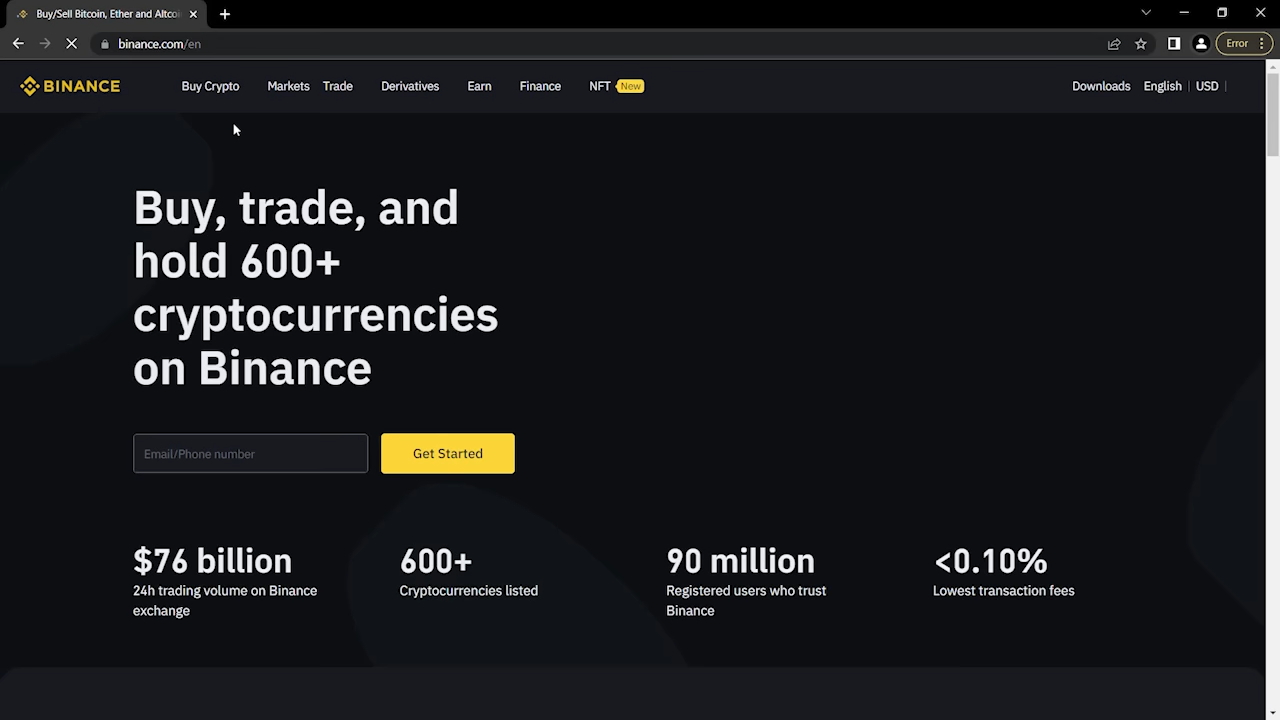 Buy/Sell Bitcoin, Ether and Altcoi
binance.com/en
Error
BINANCE
Buy Crypto
Markets
Trade
Derivatives
Earn
Finance
NFT New
Downloads
English
USD
Buy, trade, and
hold 600+
cryptocurrencies
on Binance
Email/Phone number
Get Started
$76 billion
24h trading volume on Binance
exchange
600+
Cryptocurrencies listed
90 million
Registered users who trust
Binance
<0.10%
Lowest transaction fees